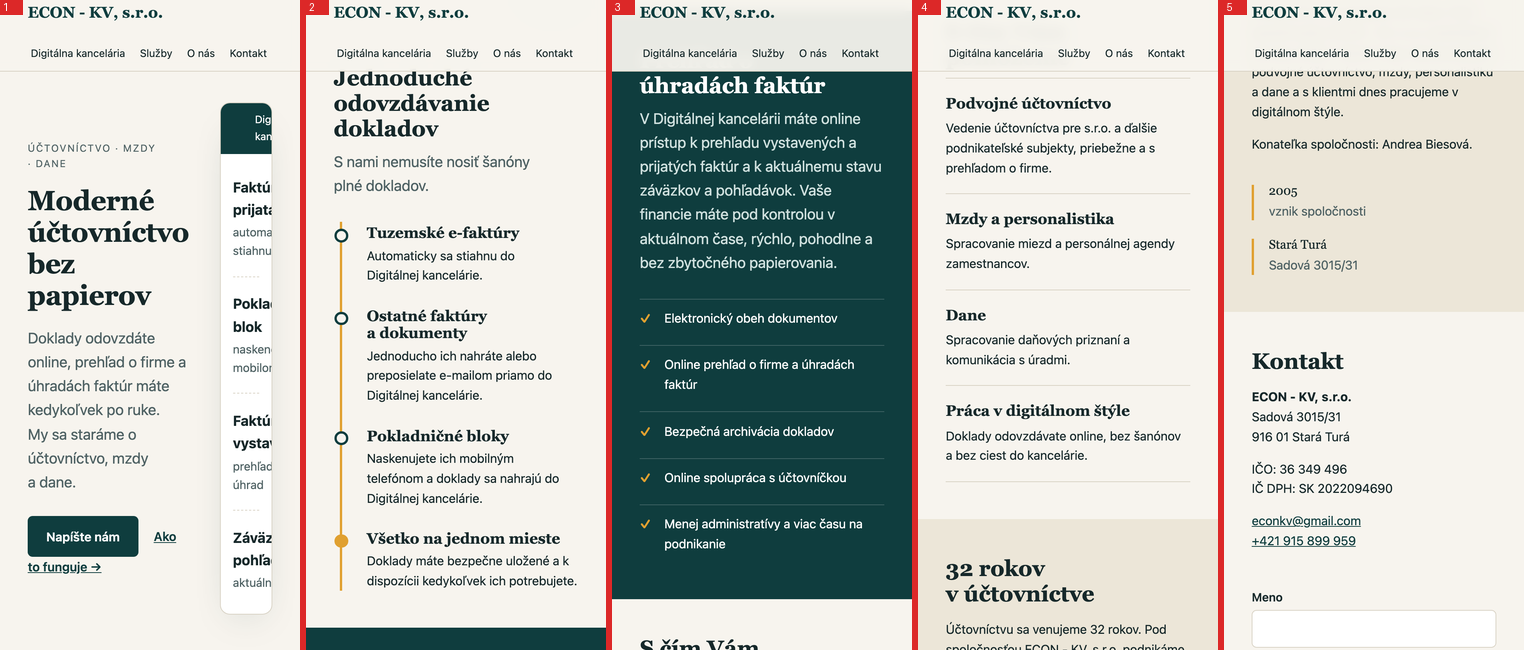 1
ECON - KV, s.r.o.
Digitálna kancelária Služby O nás Kontakt
ÚČTOVNÍCTVO · MZDY
· DANE
Moderné
účtovníctvo
bez
papierov
Doklady odovzdáte
online, prehľad o firme a
úhradách faktúr máte
kedykoľvek po ruke.
My sa staráme o
účtovníctvo, mzdy
a dane.
Napíšte nám
Ako
to funguje →
blok
úhrad
2
ECON - KV, s.r.o.
Digitálna kancelária Služby O nás Kontakt
Jednoduché
odovzdávanie
dokladov
S nami nemusíte nosiť šanóny
plné dokladov.
Tuzemské e-faktúry
Automaticky sa stiahnu do
Digitálnej kancelárie.
Ostatné faktúry
a dokumenty
Jednoducho ich nahráte alebo
preposielate e-mailom priamo do
Digitálnej kancelárie.
Pokladničné bloky
Naskenujete ich mobilným
telefónom a doklady sa nahrajú do
Digitálnej kancelárie.
Všetko na jednom mieste
Doklady máte bezpečne uložené a k
dispozícii kedykoľvek ich potrebujete.
3
ECON - KV, s.r.o.
Digitálna kancelária Služby O nás Kontakt
úhradách faktúr
V Digitálnej kancelárii máte online
prístup k prehľadu vystavených a
prijatých faktúr a k aktuálnemu stavu
záväzkov a pohľadávok. Vaše
financie máte pod kontrolou v
aktuálnom čase, rýchlo, pohodlne a
bez zbytočného papierovania.
Elektronický obeh dokumentov
Online prehľad o firme a úhradách
faktúr
Bezpečná archivácia dokladov
Online spolupráca s účtovníčkou
Menej administratívy a viac času na
podnikanie
S čím Vám
4
ECON - KV, s.r.o.
Digitálna kancelária Služby O nás Kontakt
Podvojné účtovníctvo
Vedenie účtovníctva pre s.r.o. a ďalšie
podnikateľské subjekty, priebežne a s
prehľadom o firme.
Mzdy a personalistika
Spracovanie miezd a personálnej agendy
zamestnancov.
Dane
Spracovanie daňových priznaní a
komunikácia s úradmi.
Práca v digitálnom štýle
Doklady odovzdávate online, bez šanónov
a bez ciest do kancelárie.
32 rokov
v účtovníctve
Účtovníctvu sa venujeme 32 rokov. Pod
spoločnosťou ECON - KV, s.r.o. podnikáme
5
ECON - KV, s.r.o.
Digitálna kancelária Služby O nás Kontakt
podvojné účtovníctvo, mzdy, personalistiku
a dane a s klientmi dnes pracujeme v
digitálnom štýle.
Konateľka spoločnosti: Andrea Biesová.
2005
vznik spoločnosti
Stará Turá
Sadová 3015/31
Kontakt
ECON - KV, s.r.o.
Sadová 3015/31
916 01 Stará Turá
IČO: 36 349 496
IČ DPH: SK 2022094690
econkv@gmail.com
+421 915 899 959
Meno